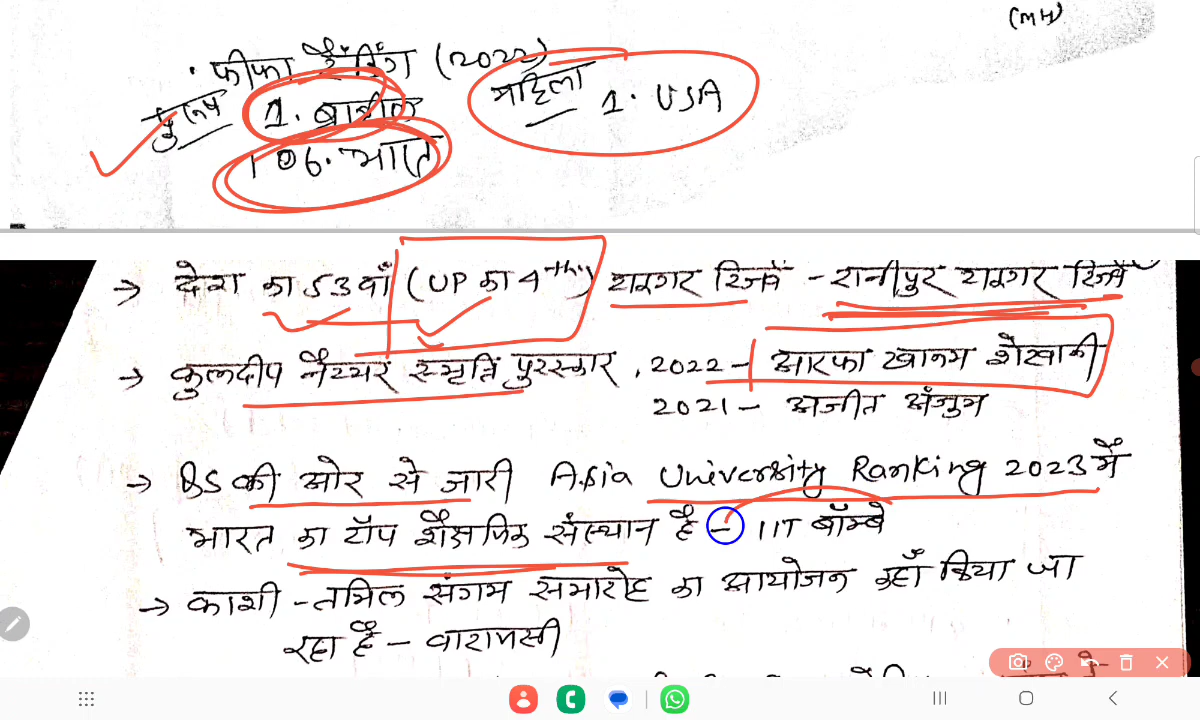 (MH)
• फीफा रैंकिंग (2022)
पुरुष 1. ब्राजील महिला 1. USA
106. भारत
→ देश का 53वाँ (UP का 4th) टाइगर रिजर्व - रानीपुर टाइगर रिजर्व
→ कुलदीप नैय्यर स्मृति पुरस्कार, 2022 - आरफा खानम शेरवानी
2021 - अजीत अंजुम
→ QS की ओर से जारी Asia University Ranking 2023 में
भारत का टॉप शैक्षणिक संस्थान है - IIT बॉम्बे
→ काशी - तमिल संगम समारोह का आयोजन कहाँ किया जा
रहा है - वाराणसी